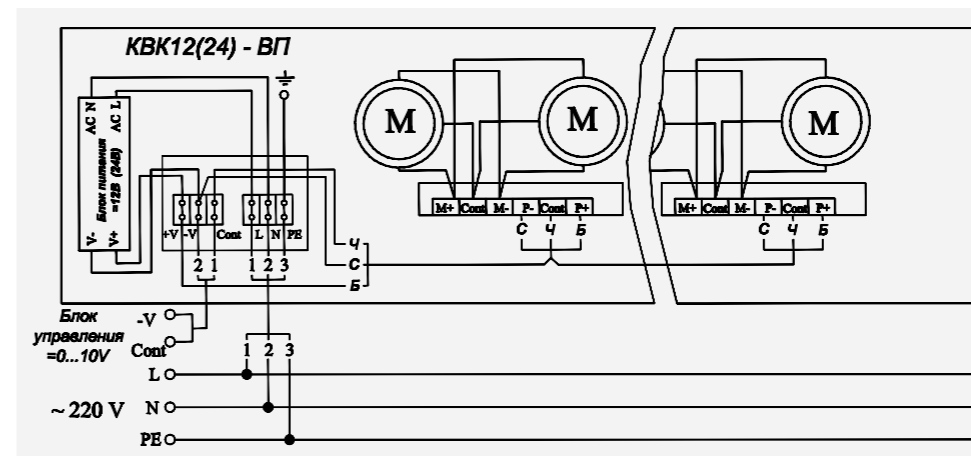 КВК12(24) - ВП
AC N
AC L
Блок питания
=12В (24В)
V-
V+
M
M
M
M+ Cont M- P- Cont P+
M+ Cont M- P- Cont P+
С Ч Б
С Ч Б
+V -V Cont L N PE
Ч
С
Б
2 1 1 2 3
Блок
управления
=0...10V
-V
Cont
1 2 3
L
~ 220 V N
PE